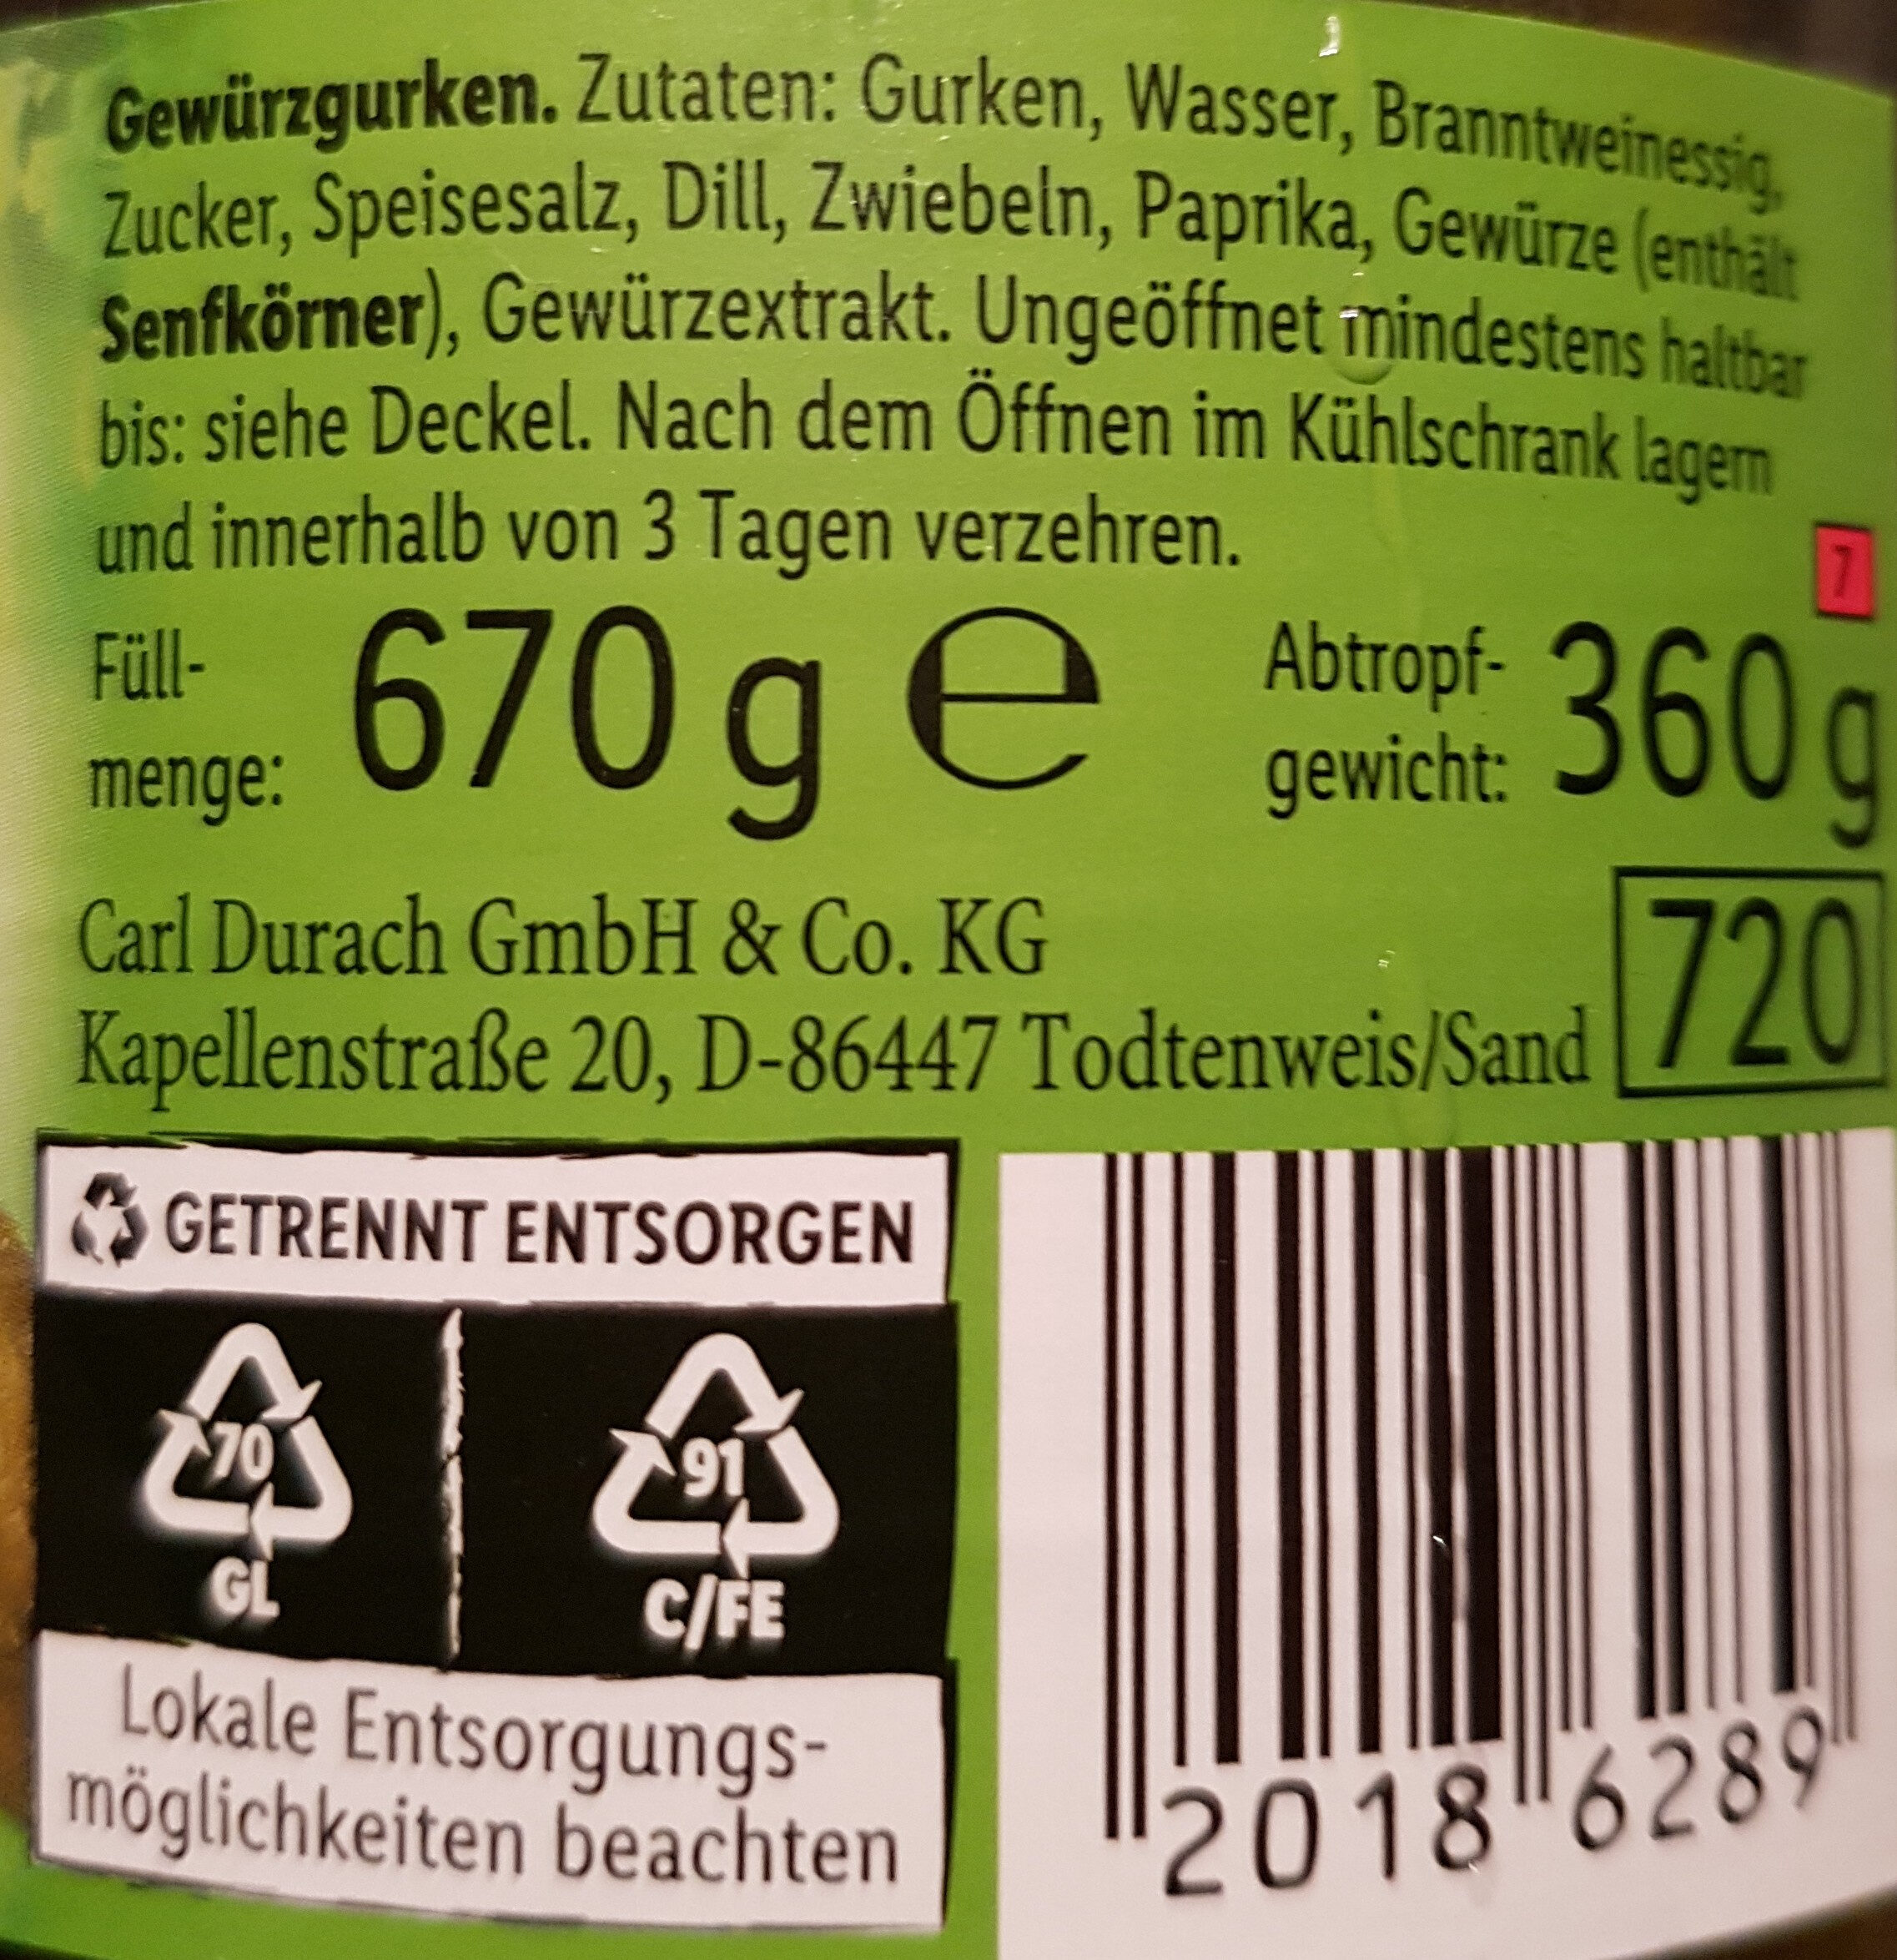 Gewürzgurken. Zutaten: Gurken, Wasser, Branntweinessig,
Zucker, Speisesalz, Dill, Zwiebeln, Paprika, Gewürze (enthält
Senfkörner), Gewürzextrakt. Ungeöffnet mindestens haltbar
bis: siehe Deckel. Nach dem Öffnen im Kühlschrank lagern
und innerhalb von 3 Tagen verzehren.
7
Füll-
menge:
670 g e
Abtropf-
gewicht:
360 g
Carl Durach GmbH & Co. KG
Kapellenstraße 20, D-86447 Todtenweis/Sand
720
GETRENNT ENTSORGEN
70
GL
91
C/FE
Lokale Entsorgungs-
möglichkeiten beachten
2018 6289